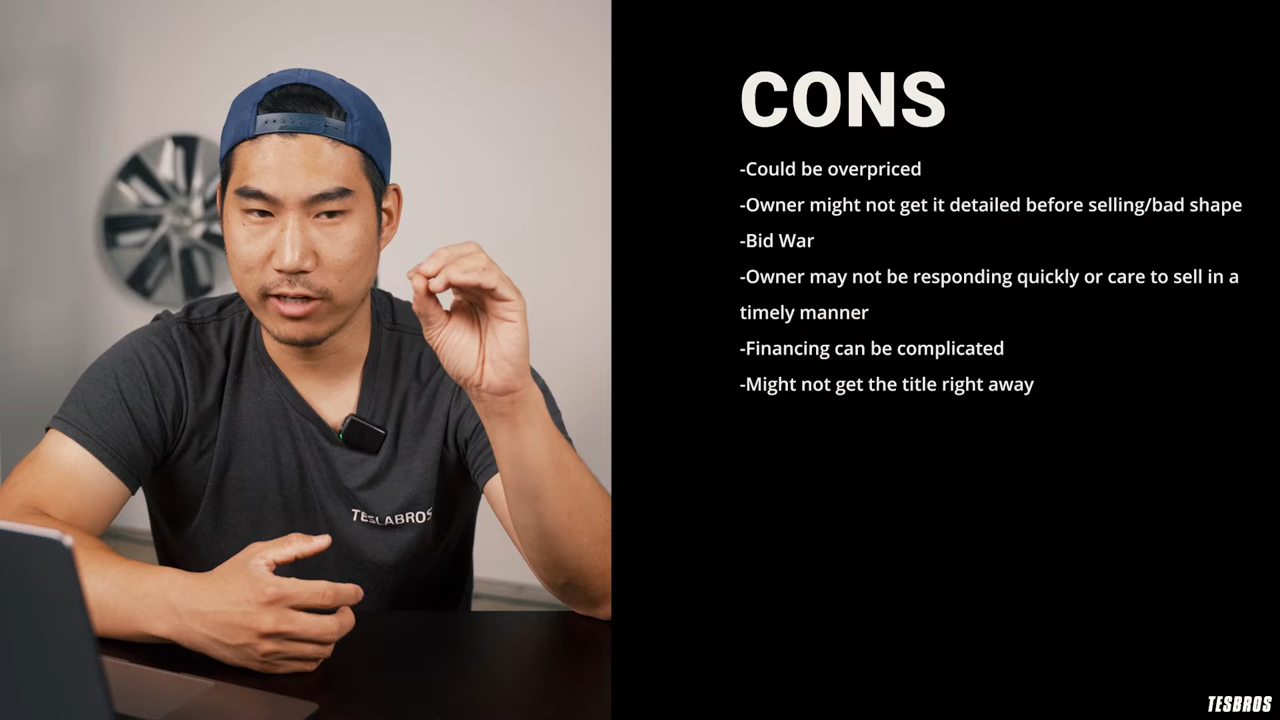 CONS
-Could be overpriced
-Owner might not get it detailed before selling/bad shape
-Bid War
-Owner may not be responding quickly or care to sell in a
timely manner
-Financing can be complicated
-Might not get the title right away
TESLABROS
TESBROS